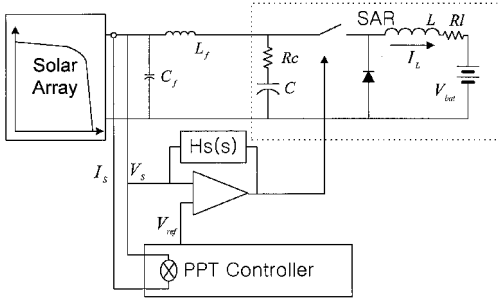 SAR
L
Rl
Solar
Array
L_f
C_f
Rc
C
I_L
V_bat
Hs(s)
I_s
V_s
V_ref
PPT Controller